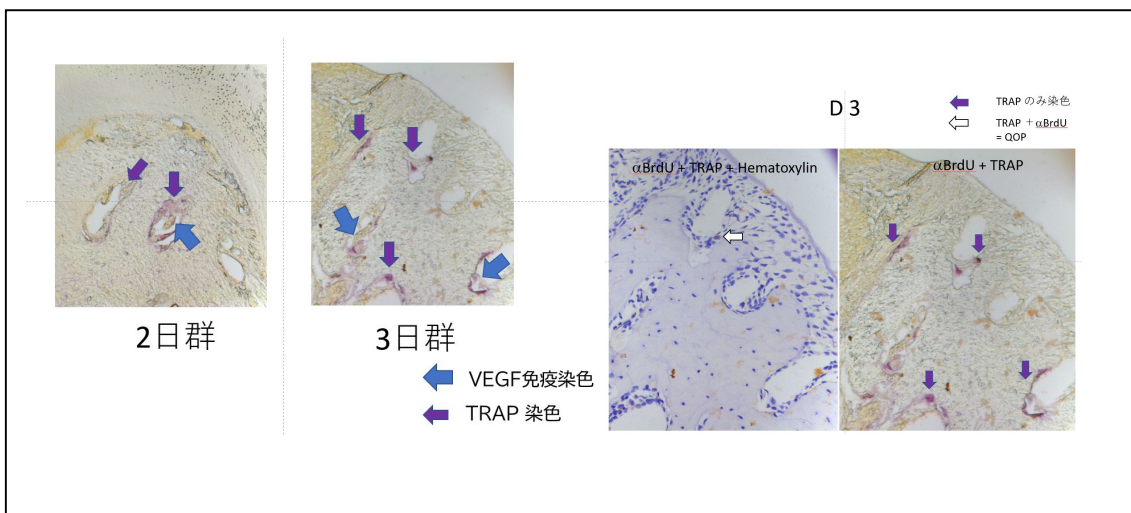 2日群
3日群
VEGF免疫染色
TRAP 染色
D 3
TRAP のみ染色
TRAP + αBrdU
= QOP
αBrdU + TRAP + Hematoxylin
αBrdU + TRAP